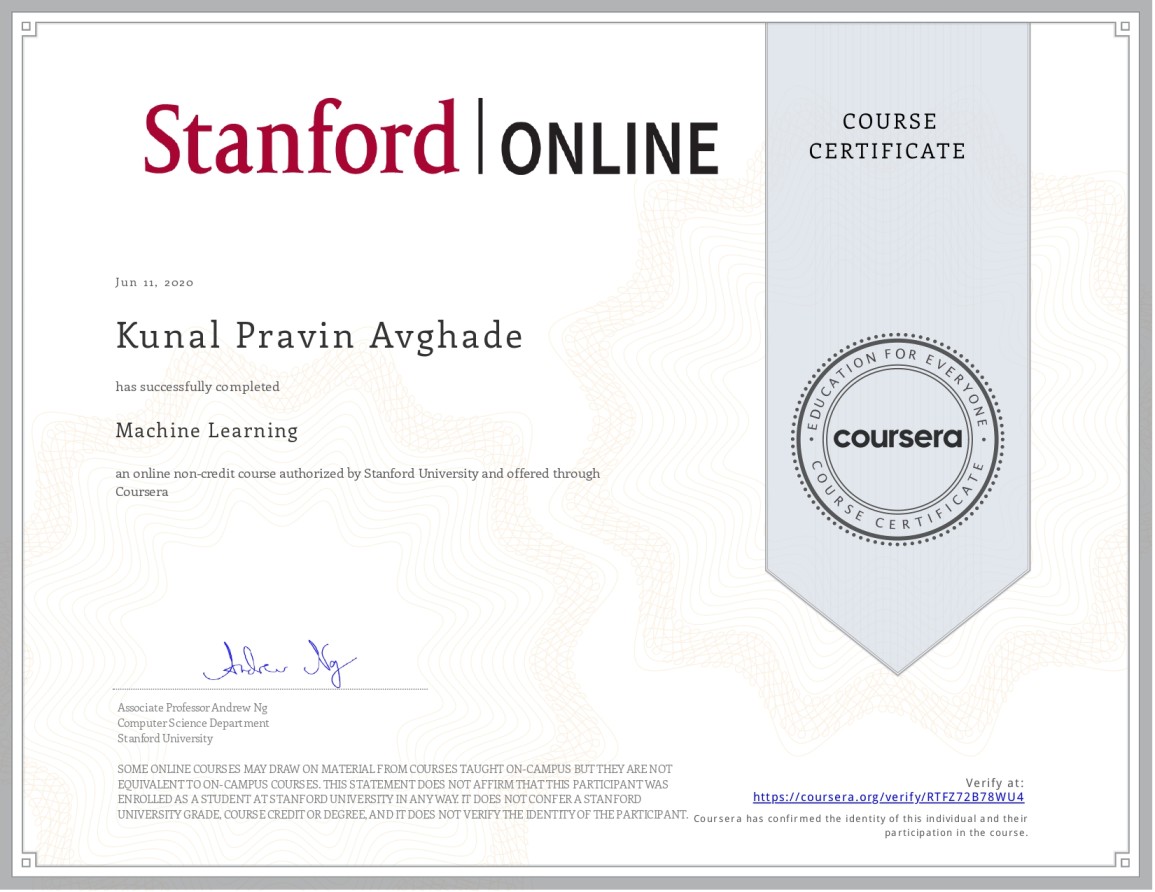 Stanford | ONLINE
COURSE
CERTIFICATE
Jun 11, 2020
Kunal Pravin Avghade
has successfully completed
Machine Learning
an online non-credit course authorized by Stanford University and offered through
Coursera
EDUCATION FOR EVERYONE
coursera
COURSE CERTIFICATE
Andrew Ng
Associate Professor Andrew Ng
Computer Science Department
Stanford University
SOME ONLINE COURSES MAY DRAW ON MATERIAL FROM COURSES TAUGHT ON-CAMPUS BUT THEY ARE NOT
EQUIVALENT TO ON-CAMPUS COURSES. THIS STATEMENT DOES NOT AFFIRM THAT THIS PARTICIPANT WAS
ENROLLED AS A STUDENT AT STANFORD UNIVERSITY IN ANY WAY. IT DOES NOT CONFER A STANFORD
UNIVERSITY GRADE, COURSE CREDIT OR DEGREE, AND IT DOES NOT VERIFY THE IDENTITY OF THE PARTICIPANT.
Verify at:
https://coursera.org/verify/RTFZ72B78WU4
Coursera has confirmed the identity of this individual and their
participation in the course.